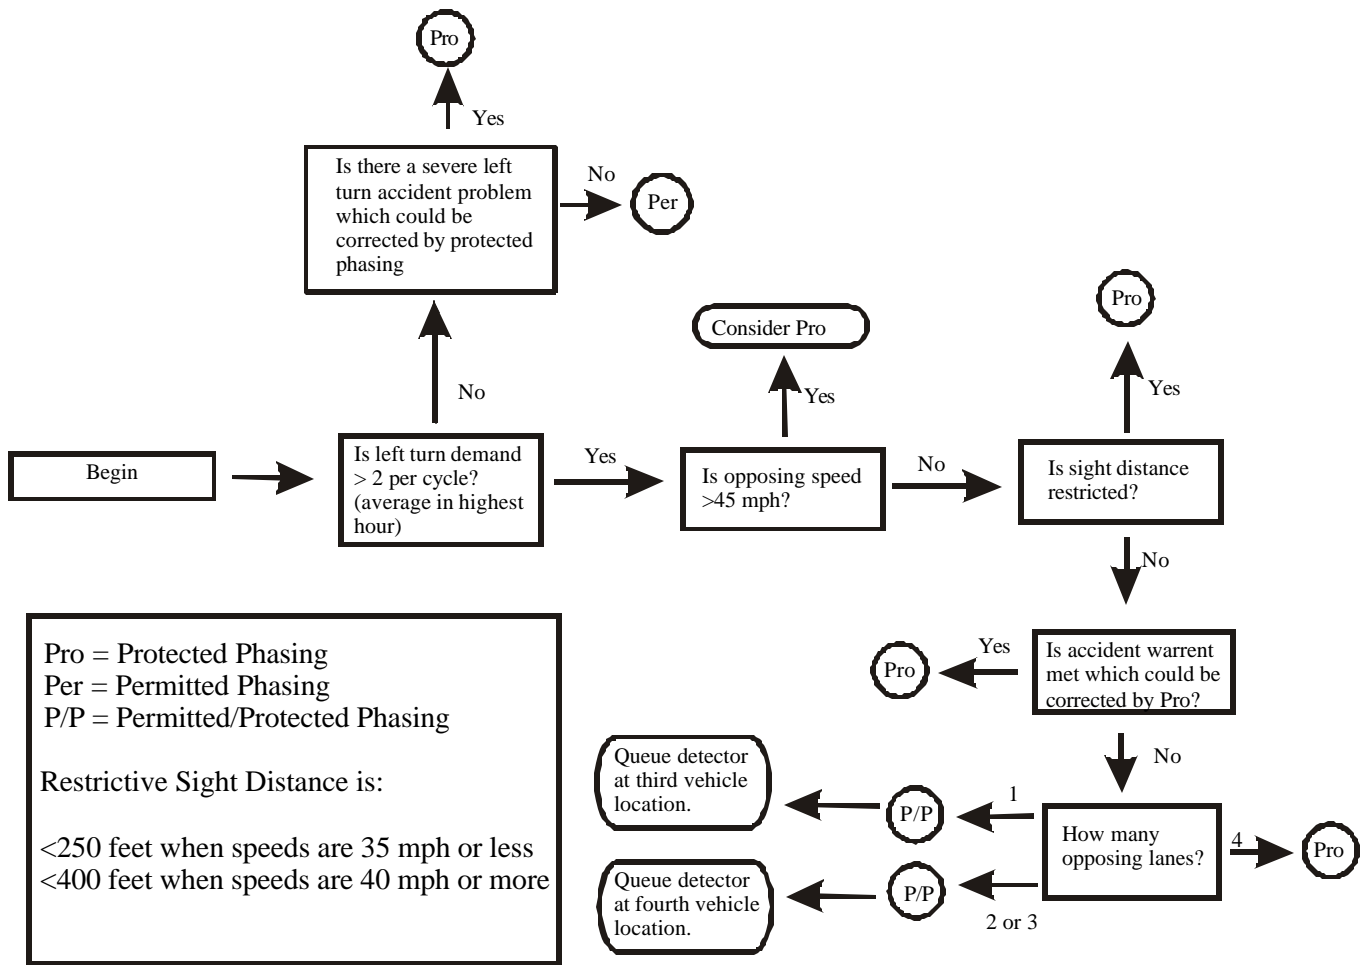 Pro
Yes
Is there a severe left
turn accident problem
which could be
corrected by protected
phasing
No
Per
No
Begin
Is left turn demand
> 2 per cycle?
(average in highest
hour)
Yes
Consider Pro
Yes
Is opposing speed
>45 mph?
No
Pro
Yes
Is sight distance
restricted?
No
Is accident warrent
met which could be
corrected by Pro?
Yes
Pro
No
How many
opposing lanes?
4
Pro
1
P/P
Queue detector
at third vehicle
location.
2 or 3
P/P
Queue detector
at fourth vehicle
location.
Pro = Protected Phasing
Per = Permitted Phasing
P/P = Permitted/Protected Phasing
Restrictive Sight Distance is:
<250 feet when speeds are 35 mph or less
<400 feet when speeds are 40 mph or more